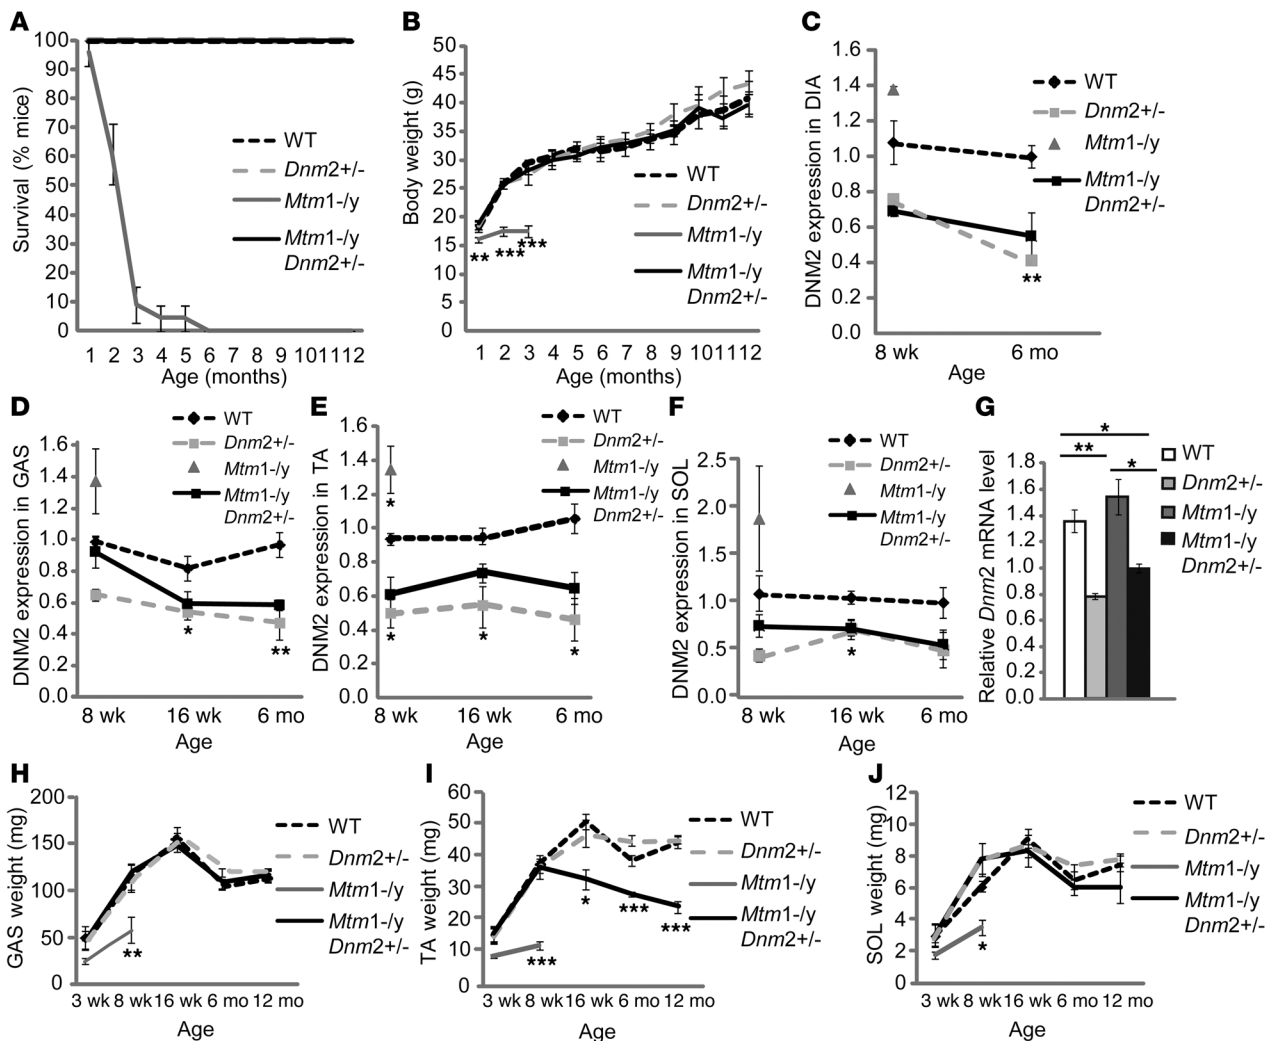 A
Survival (% mice)
100
90
80
70
60
50
40
30
20
10
0
1 2 3 4 5 6 7 8 9 10 11 12
Age (months)
WT
Dnm2+/-
Mtm1-/y
Mtm1-/y
Dnm2+/-
B
Body weight (g)
50
45
40
35
30
25
20
15
10
5
0
** *** ***
1 2 3 4 5 6 7 8 9 10 11 12
Age (months)
WT
Dnm2+/-
Mtm1-/y
Mtm1-/y
Dnm2+/-
C
DNM2 expression in DIA
1.6
1.4
1.2
1.0
0.8
0.6
0.4
0.2
0.0
**
8 wk 6 mo
Age
WT
Dnm2+/-
Mtm1-/y
Mtm1-/y
Dnm2+/-
D
DNM2 expression in GAS
1.6
1.4
1.2
1.0
0.8
0.6
0.4
0.2
0.0
* **
8 wk 16 wk 6 mo
Age
WT
Dnm2+/-
Mtm1-/y
Mtm1-/y
Dnm2+/-
E
DNM2 expression in TA
1.6
1.4
1.2
1.0
0.8
0.6
0.4
0.2
0.0
*
* * *
8 wk 16 wk 6 mo
Age
WT
Dnm2+/-
Mtm1-/y
Mtm1-/y
Dnm2+/-
F
DNM2 expression in SOL
2.5
2.0
1.5
1.0
0.5
0.0
*
8 wk 16 wk 6 mo
Age
WT
Dnm2+/-
Mtm1-/y
Mtm1-/y
Dnm2+/-
G
Relative Dnm2 mRNA level
*
**
*
1.8
1.6
1.4
1.2
1.0
0.8
0.6
0.4
0.2
0.0
WT
Dnm2+/-
Mtm1-/y
Mtm1-/y
Dnm2+/-
H
GAS weight (mg)
200
150
100
50
0
**
3 wk 8 wk 16 wk 6 mo 12 mo
Age
WT
Dnm2+/-
Mtm1-/y
Mtm1-/y
Dnm2+/-
I
TA weight (mg)
60
50
40
30
20
10
0
***
* *** ***
3 wk 8 wk 16 wk 6 mo 12 mo
Age
WT
Dnm2+/-
Mtm1-/y
Mtm1-/y
Dnm2+/-
J
SOL weight (mg)
12
10
8
6
4
2
0
*
3 wk 8 wk 16 wk 6 mo 12 mo
Age
WT
Dnm2+/-
Mtm1-/y
Mtm1-/y
Dnm2+/-